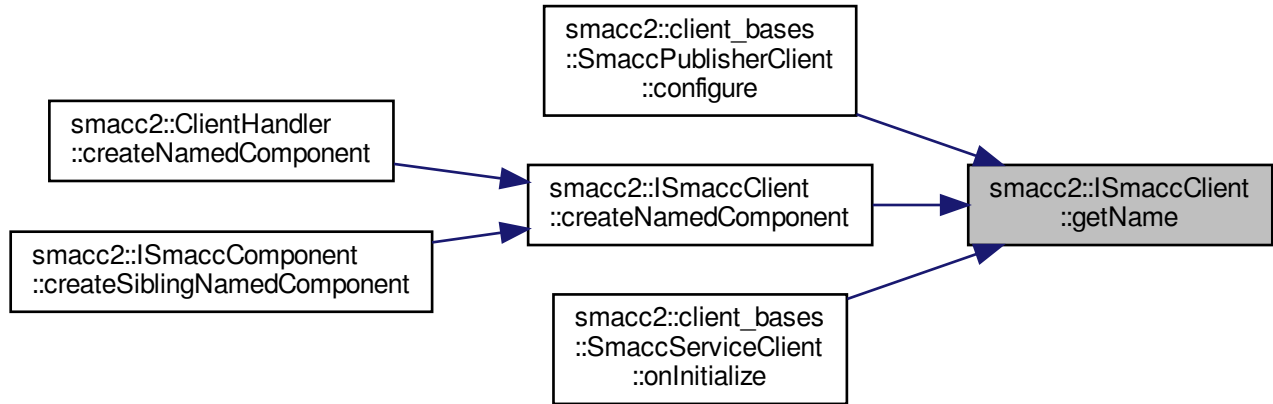 smacc2::client_bases
::SmaccPublisherClient
::configure
smacc2::ClientHandler
::createNamedComponent
smacc2::ISmaccClient
::createNamedComponent
smacc2::ISmaccClient
::getName
smacc2::ISmaccComponent
::createSiblingNamedComponent
smacc2::client_bases
::SmaccServiceClient
::onInitialize